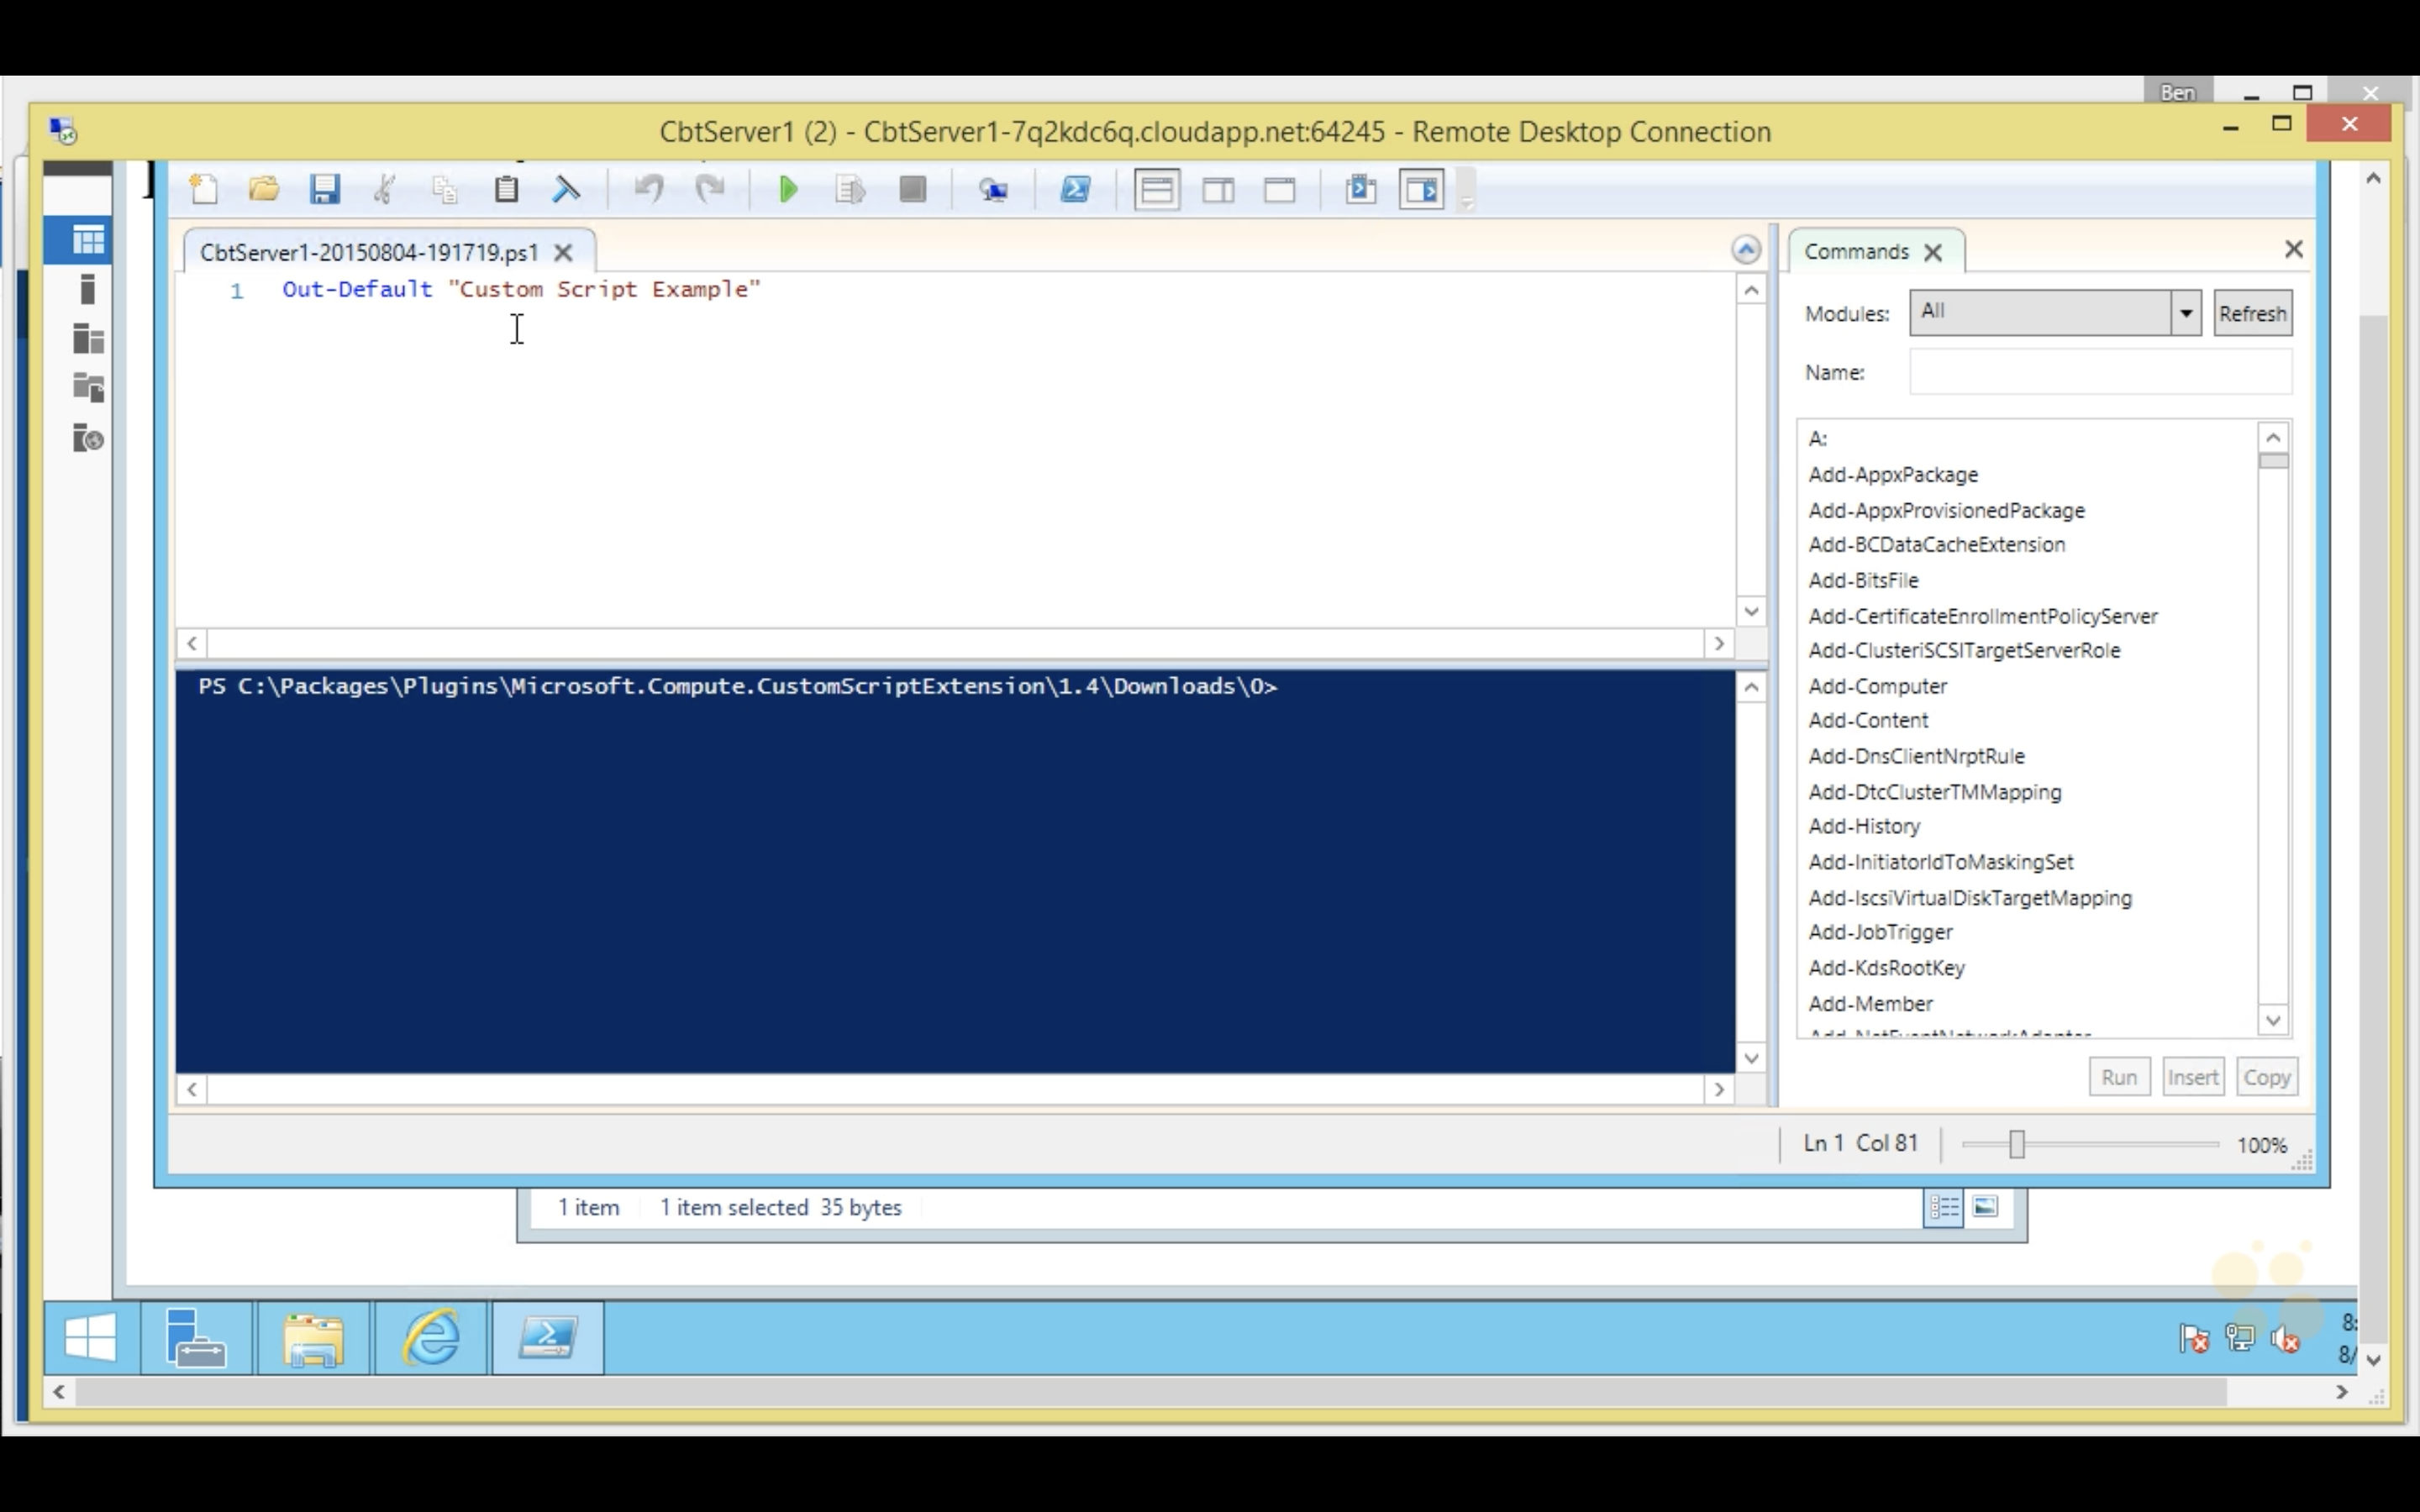 Ben
CbtServer1 (2) - CbtServer1-7q2kdc6q.cloudapp.net:64245 - Remote Desktop Connection
CbtServer1-20150804-191719.ps1
1 Out-Default "Custom Script Example"
PS C:\Packages\Plugins\Microsoft.Compute.CustomScriptExtension\1.4\Downloads\0>
Commands
Modules: All Refresh
Name:
A:
Add-AppxPackage
Add-AppxProvisionedPackage
Add-BCDataCacheExtension
Add-BitsFile
Add-CertificateEnrollmentPolicyServer
Add-ClusteriSCSITargetServerRole
Add-Computer
Add-Content
Add-DnsClientNrptRule
Add-DtcClusterTMMapping
Add-History
Add-InitiatorIdToMaskingSet
Add-IscsiVirtualDiskTargetMapping
Add-JobTrigger
Add-KdsRootKey
Add-Member
Run Insert Copy
Ln 1 Col 81 100%
1 item 1 item selected 35 bytes
8:
8/